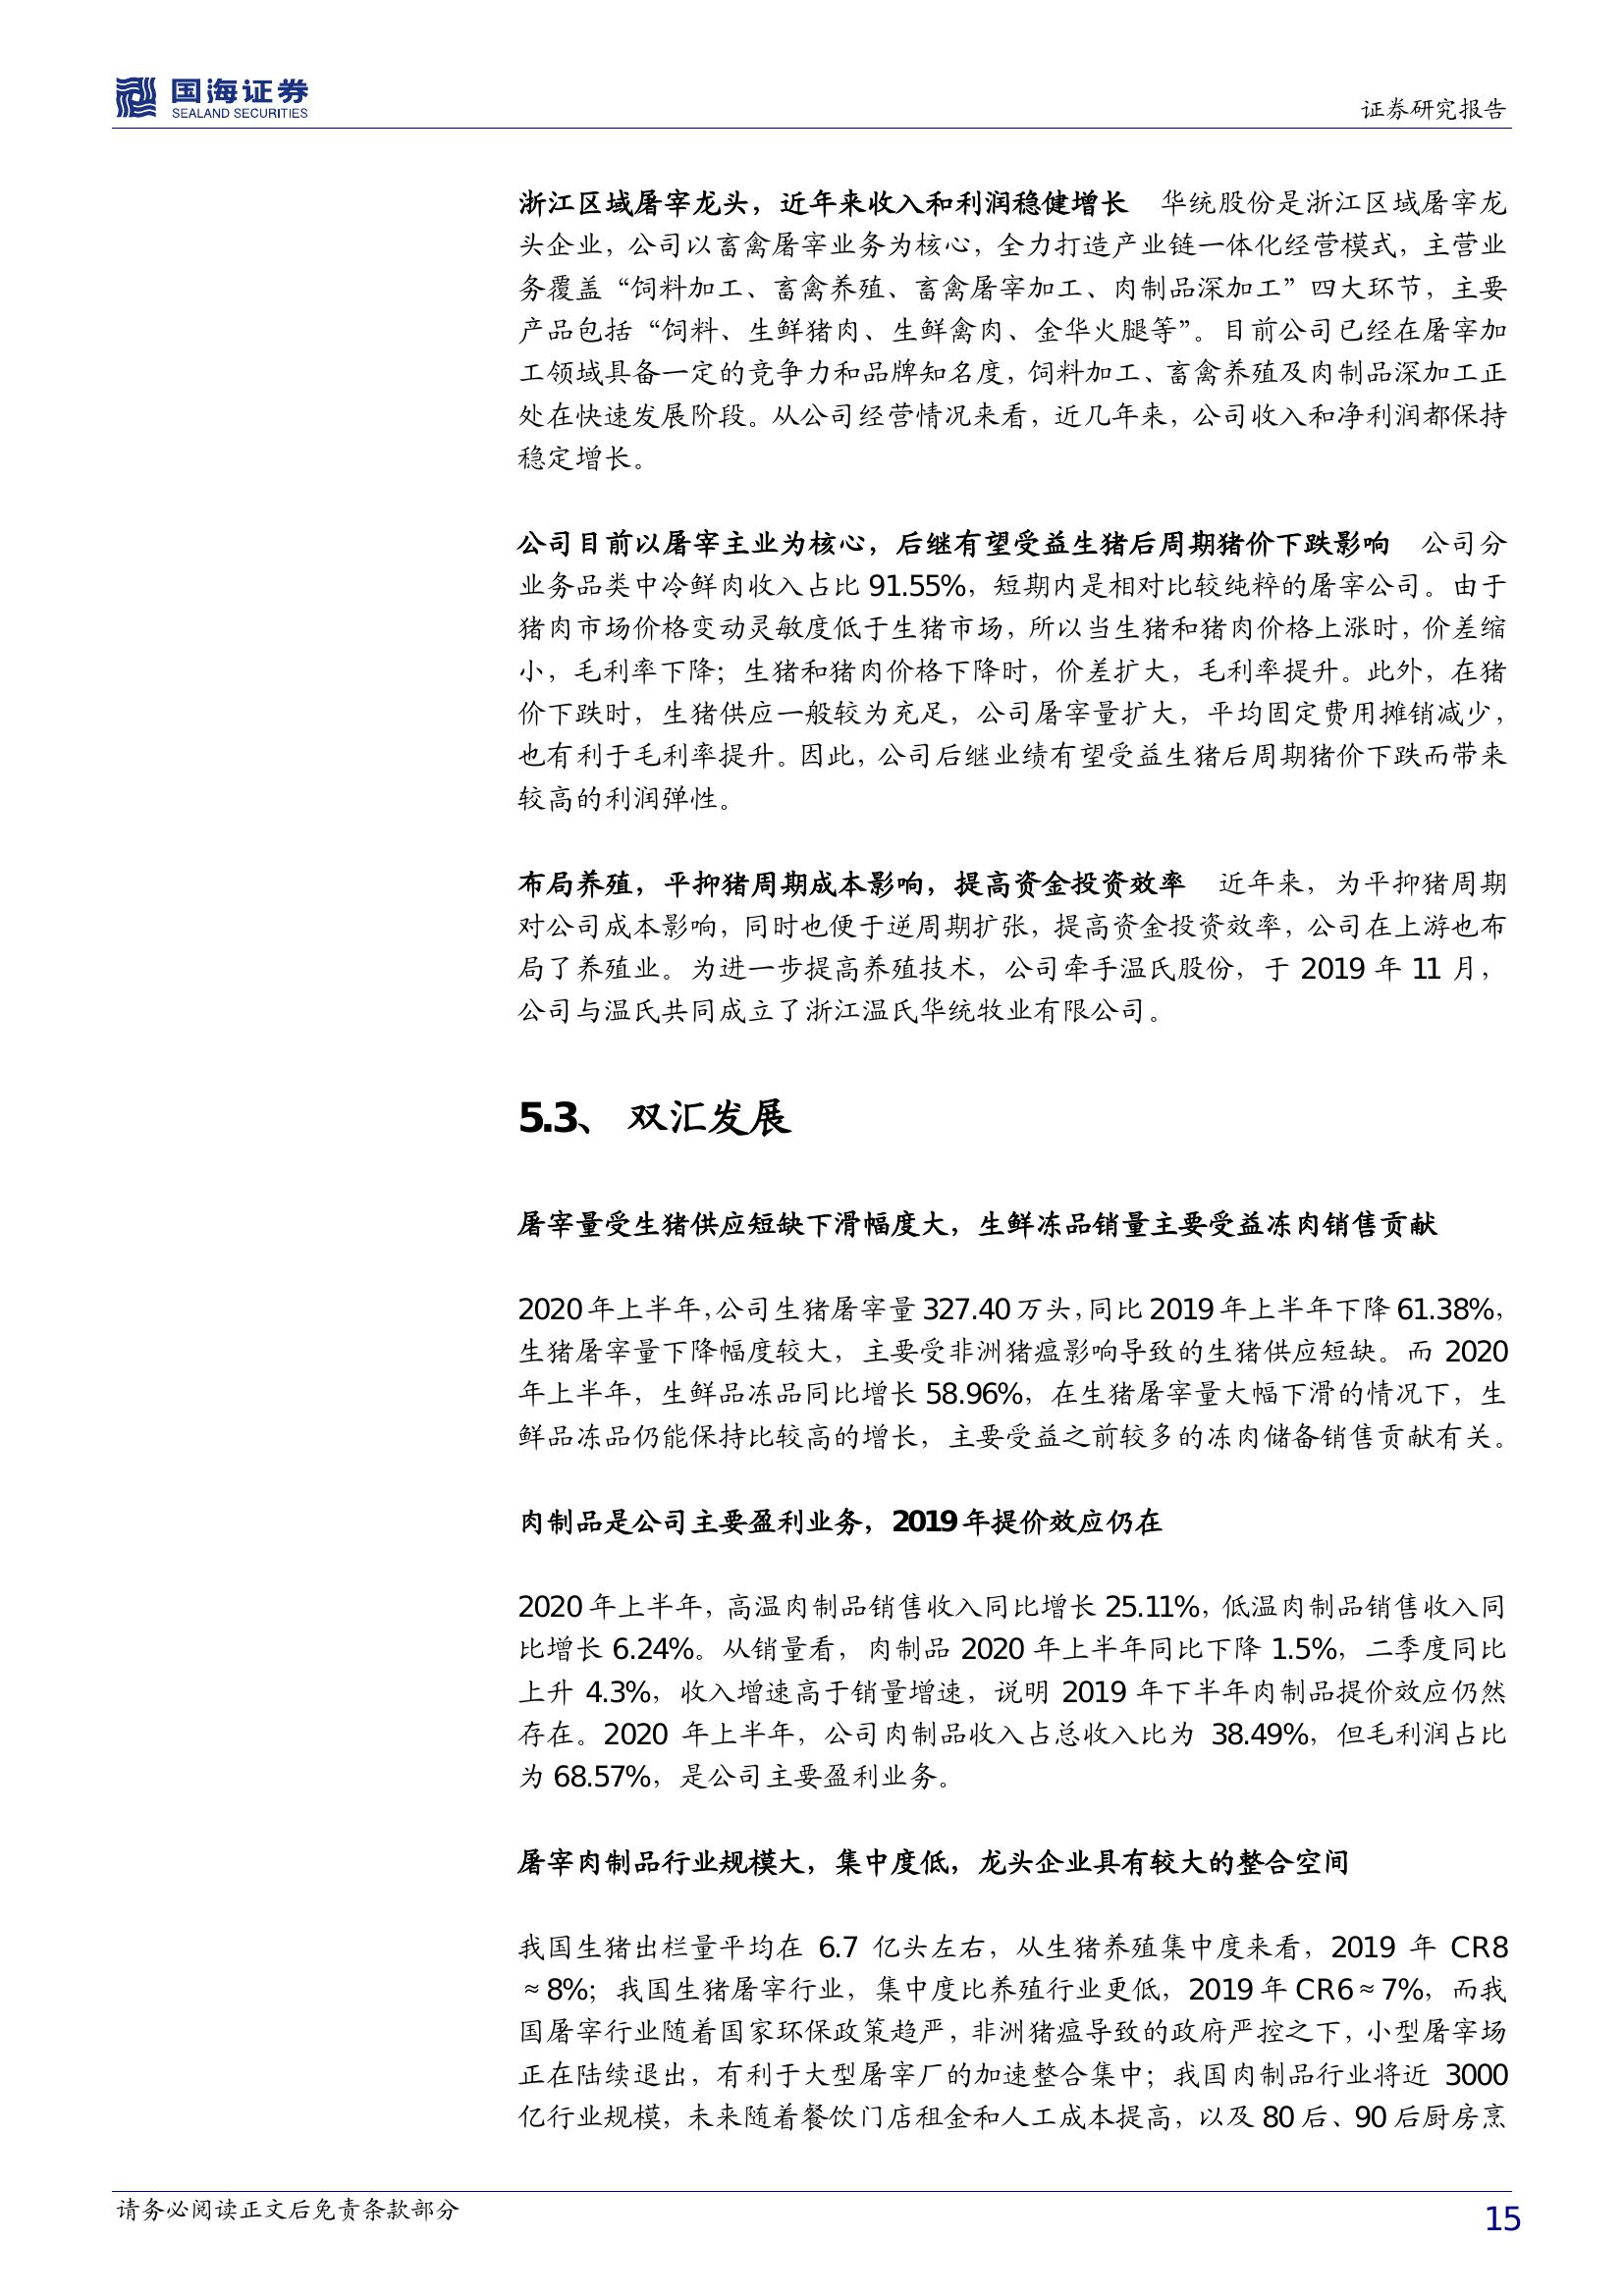 国海证券
SEALAND SECURITIES
证券研究报告
浙江区域屠宰龙头，近年来收入和利润稳健增长 华统股份是浙江区域屠宰龙
头企业，公司以畜禽屠宰业务为核心，全力打造产业链一体化经营模式，主营业
务覆盖“饲料加工、畜禽养殖、畜禽屠宰加工、肉制品深加工”四大环节，主要
产品包括“饲料、生鲜猪肉、生鲜禽肉、金华火腿等”。目前公司已经在屠宰加
工领域具备一定的竞争力和品牌知名度，饲料加工、畜禽养殖及肉制品深加工正
处在快速发展阶段。从公司经营情况来看，近几年来，公司收入和净利润都保持
稳定增长。
公司目前以屠宰主业为核心，后继有望受益生猪后周期猪价下跌影响 公司分
业务品类中冷鲜肉收入占比 91.55%，短期内是相对比较纯粹的屠宰公司。由于
猪肉市场价格变动灵敏度低于生猪市场，所以当生猪和猪肉价格上涨时，价差缩
小，毛利率下降；生猪和猪肉价格下降时，价差扩大，毛利率提升。此外，在猪
价下跌时，生猪供应一般较为充足，公司屠宰量扩大，平均固定费用摊销减少，
也有利于毛利率提升。因此，公司后继业绩有望受益生猪后周期猪价下跌而带来
较高的利润弹性。
布局养殖，平抑猪周期成本影响，提高资金投资效率 近年来，为平抑猪周期
对公司成本影响，同时也便于逆周期扩张，提高资金投资效率，公司在上游也布
局了养殖业。为进一步提高养殖技术，公司牵手温氏股份，于 2019 年 11 月，
公司与温氏共同成立了浙江温氏华统牧业有限公司。
5.3、 双汇发展
屠宰量受生猪供应短缺下滑幅度大，生鲜冻品销量主要受益冻肉销售贡献
2020 年上半年，公司生猪屠宰量 327.40 万头，同比 2019 年上半年下降 61.38%，
生猪屠宰量下降幅度较大，主要受非洲猪瘟影响导致的生猪供应短缺。而 2020
年上半年，生鲜品冻品同比增长 58.96%，在生猪屠宰量大幅下滑的情况下，生
鲜品冻品仍能保持比较高的增长，主要受益之前较多的冻肉储备销售贡献有关。
肉制品是公司主要盈利业务，2019 年提价效应仍在
2020 年上半年，高温肉制品销售收入同比增长 25.11%，低温肉制品销售收入同
比增长 6.24%。从销量看，肉制品 2020 年上半年同比下降 1.5%，二季度同比
上升 4.3%，收入增速高于销量增速，说明 2019 年下半年肉制品提价效应仍然
存在。2020 年上半年，公司肉制品收入占总收入比为 38.49%，但毛利润占比
为 68.57%，是公司主要盈利业务。
屠宰肉制品行业规模大，集中度低，龙头企业具有较大的整合空间
我国生猪出栏量平均在 6.7 亿头左右，从生猪养殖集中度来看，2019 年 CR8
≈8%；我国生猪屠宰行业，集中度比养殖行业更低，2019 年 CR6≈7%，而我
国屠宰行业随着国家环保政策趋严，非洲猪瘟导致的政府严控之下，小型屠宰场
正在陆续退出，有利于大型屠宰厂的加速整合集中；我国肉制品行业将近 3000
亿行业规模，未来随着餐饮门店租金和人工成本提高，以及 80 后、90 后厨房烹
请务必阅读正文后免责条款部分
15